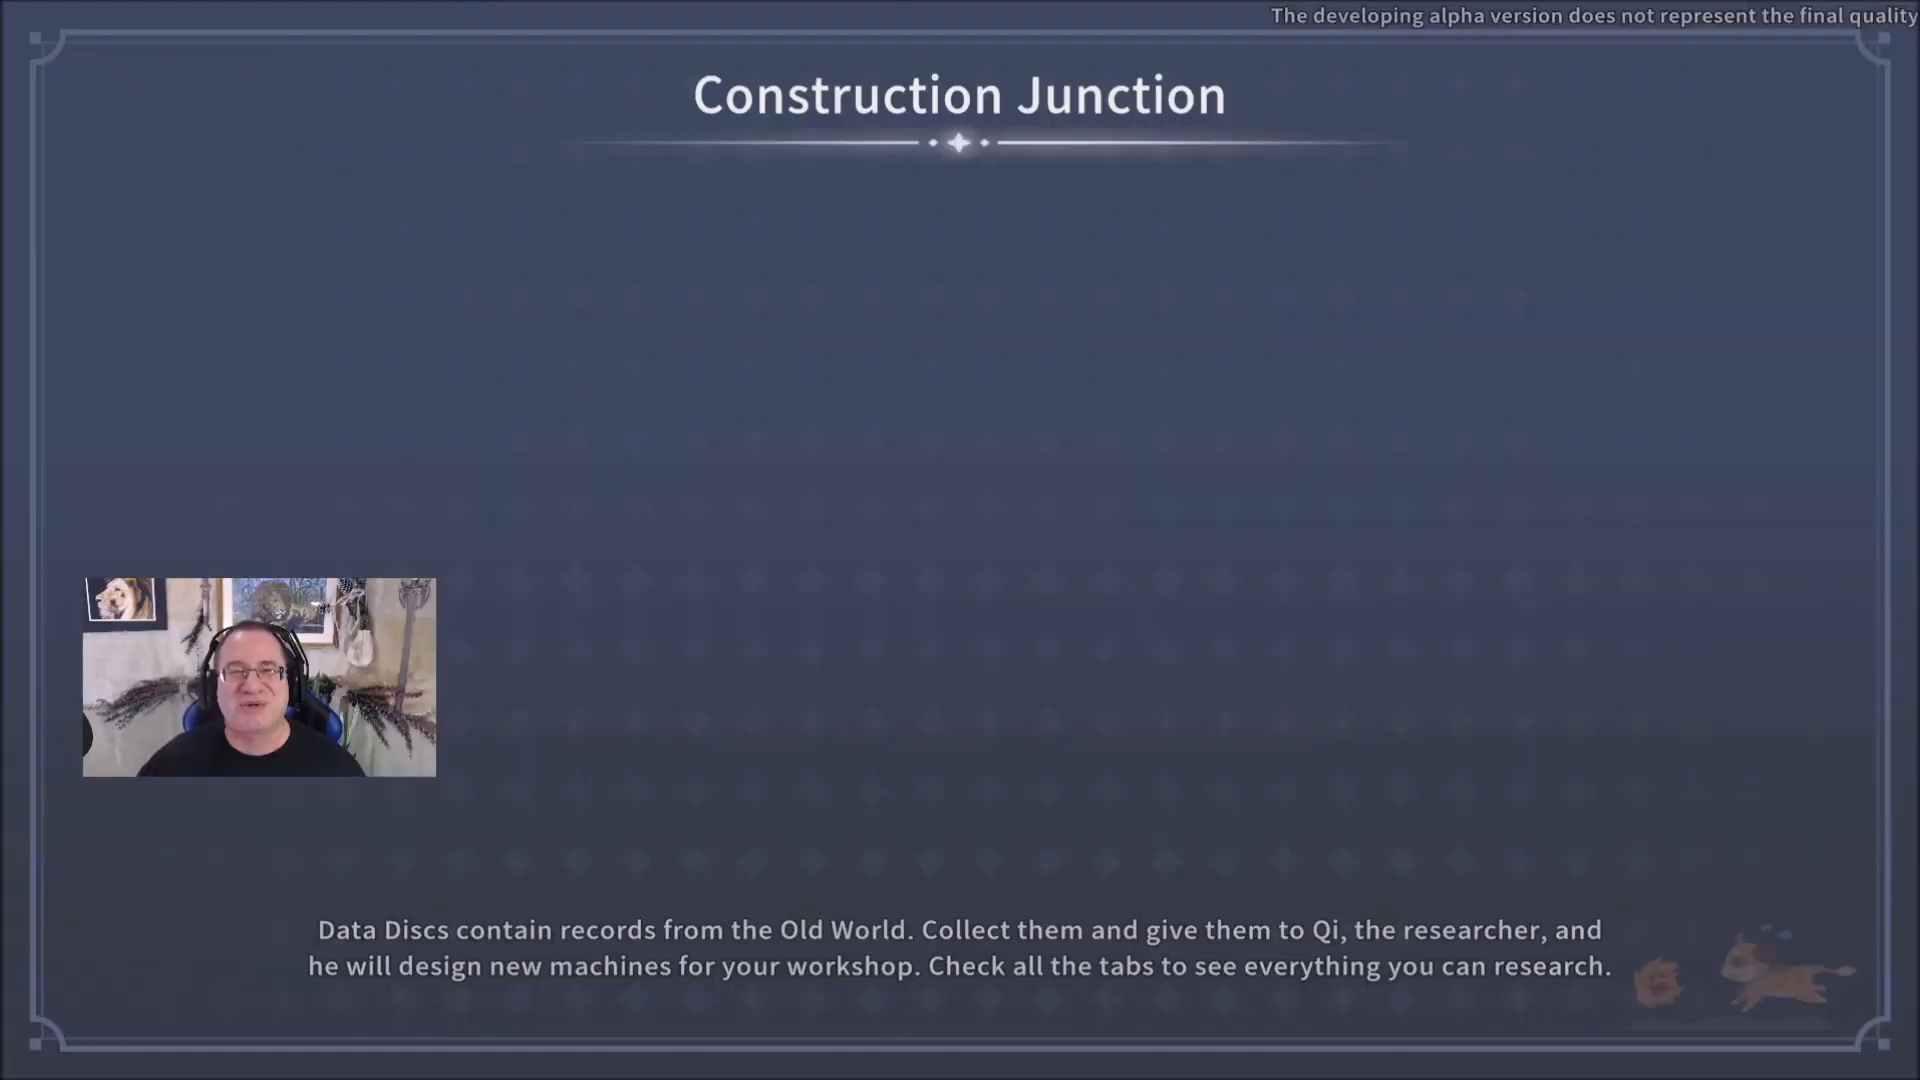 The developing alpha version does not represent the final quality
Construction Junction
Data Discs contain records from the Old World. Collect them and give them to Qi, the researcher, and
he will design new machines for your workshop. Check all the tabs to see everything you can research.